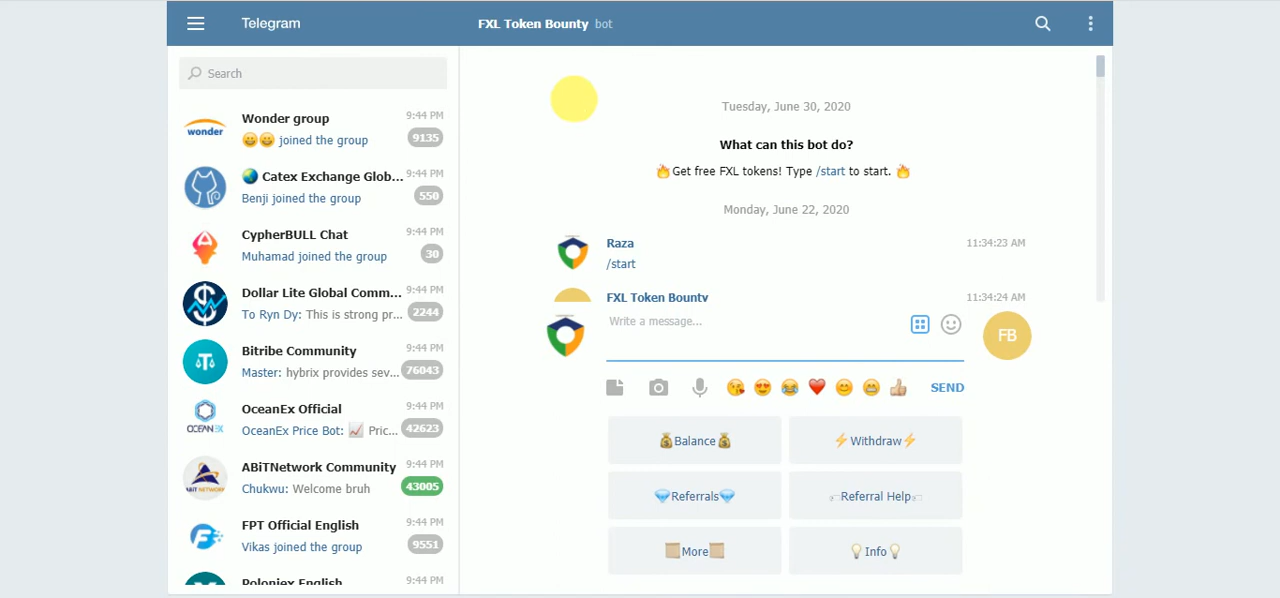 Telegram
FXL Token Bounty bot
Search
Wonder group 9:44 PM
😀😀 joined the group 9135
🌏 Catex Exchange Glob... 9:44 PM
Benji joined the group 550
CypherBULL Chat 9:44 PM
Muhamad joined the group 30
Dollar Lite Global Comm... 9:44 PM
To Ryn Dy: This is strong pr... 2244
Bitribe Community 9:44 PM
Master: hybrix provides sev... 76043
OceanEx Official 9:44 PM
OceanEx Price Bot: 📈 Pric... 42623
ABiTNetwork Community 9:44 PM
Chukwu: Welcome bruh 43005
FPT Official English 9:44 PM
Vikas joined the group 9551
Poloniex English 9:44 PM
wonder
OCEANEX
ABIT NETWORK
Tuesday, June 30, 2020
What can this bot do?
🔥Get free FXL tokens! Type /start to start. 🔥
Monday, June 22, 2020
Raza 11:34:23 AM
/start
FXL Token Bounty 11:34:24 AM
Write a message...
FB
😘 😍 😂 ❤️ 😊 😁 👍 SEND
💰Balance💰
⚡Withdraw⚡
💎Referrals💎
Referral Help
📜More📜
💡Info💡